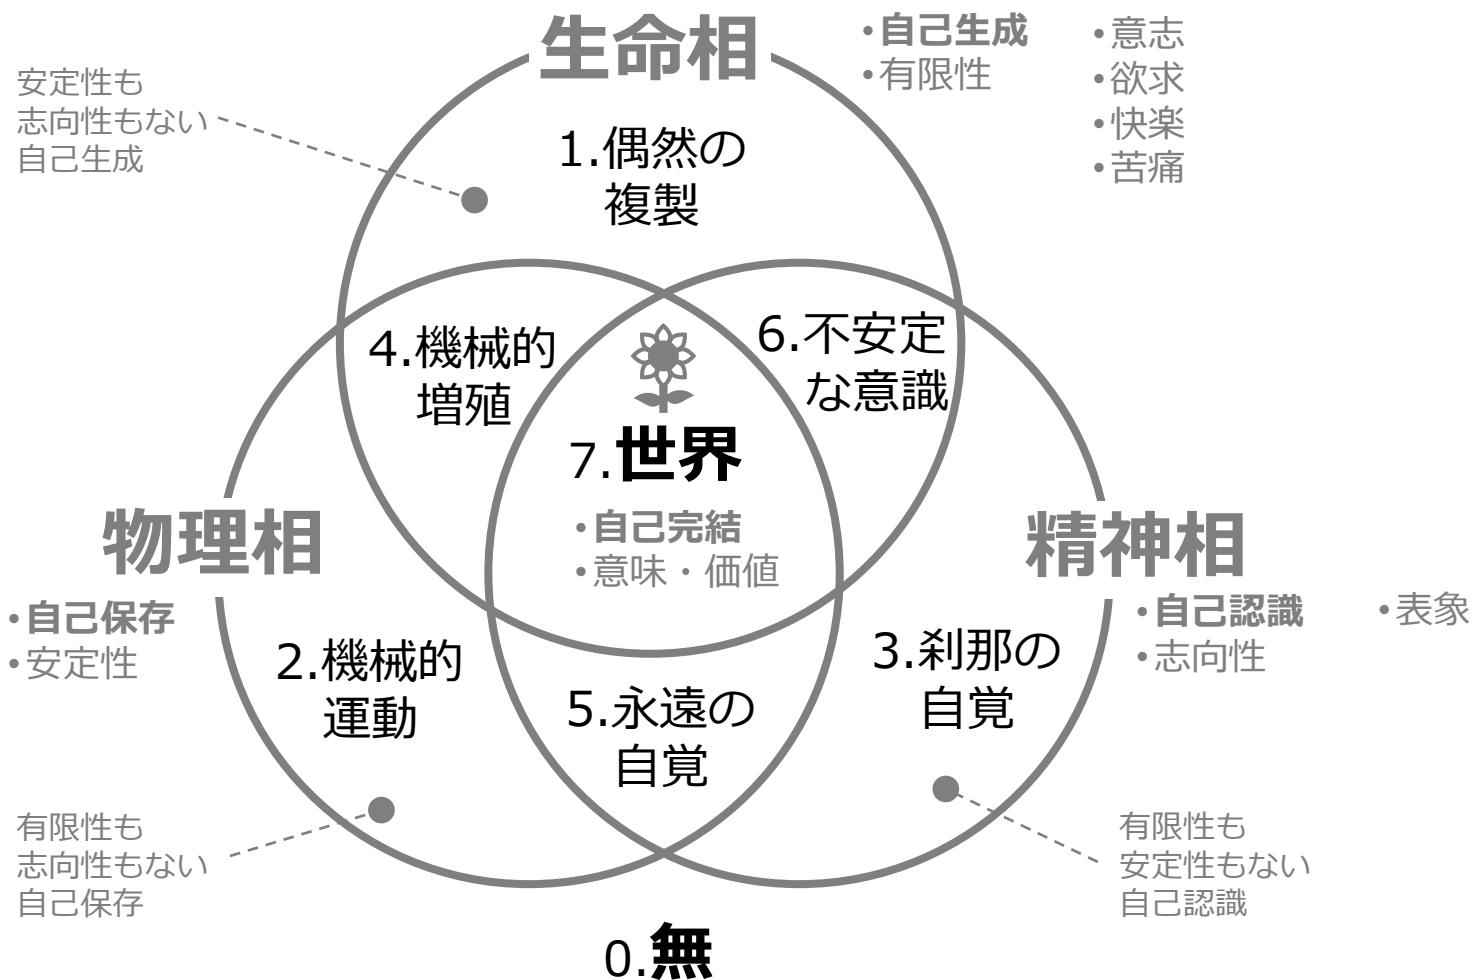 生命相
・自己生成
・有限性
・意志
・欲求
・快楽
・苦痛
安定性も
志向性もない
自己生成
1.偶然の
複製
4.機械的
増殖
6.不安定
な意識
7.世界
・自己完結
・意味・価値
物理相
・自己保存
・安定性
精神相
・自己認識
・志向性
・表象
2.機械的
運動
5.永遠の
自覚
3.刹那の
自覚
有限性も
志向性もない
自己保存
有限性も
安定性もない
自己認識
0.無